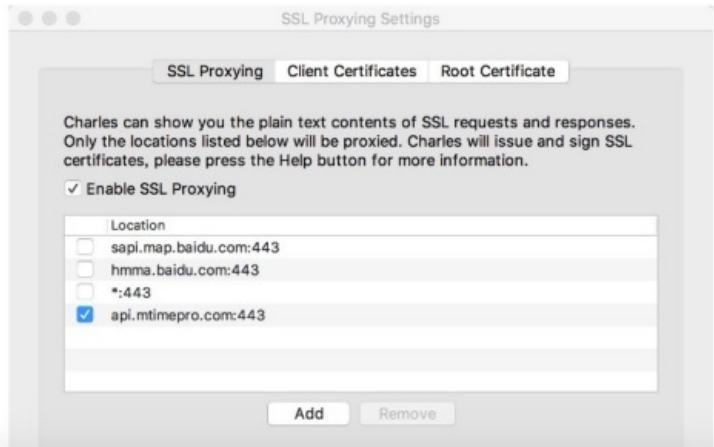 SSL Proxying Settings
SSL Proxying Client Certificates Root Certificate
Charles can show you the plain text contents of SSL requests and responses.
Only the locations listed below will be proxied. Charles will issue and sign SSL
certificates, please press the Help button for more information.
Enable SSL Proxying
Location
sapi.map.baidu.com:443
hmma.baidu.com:443
*:443
api.mtimepro.com:443
Add Remove